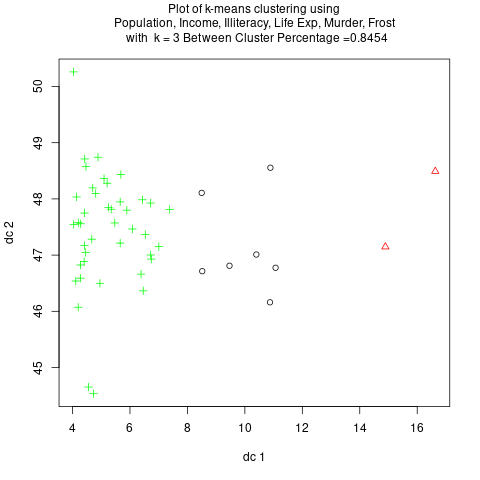 Plot of k-means clustering using
Population, Income, Illiteracy, Life Exp, Murder, Frost
with k = 3 Between Cluster Percentage =0.8454
50
49
48
47
46
45
dc 2
4
6
8
10
12
14
16
dc 1